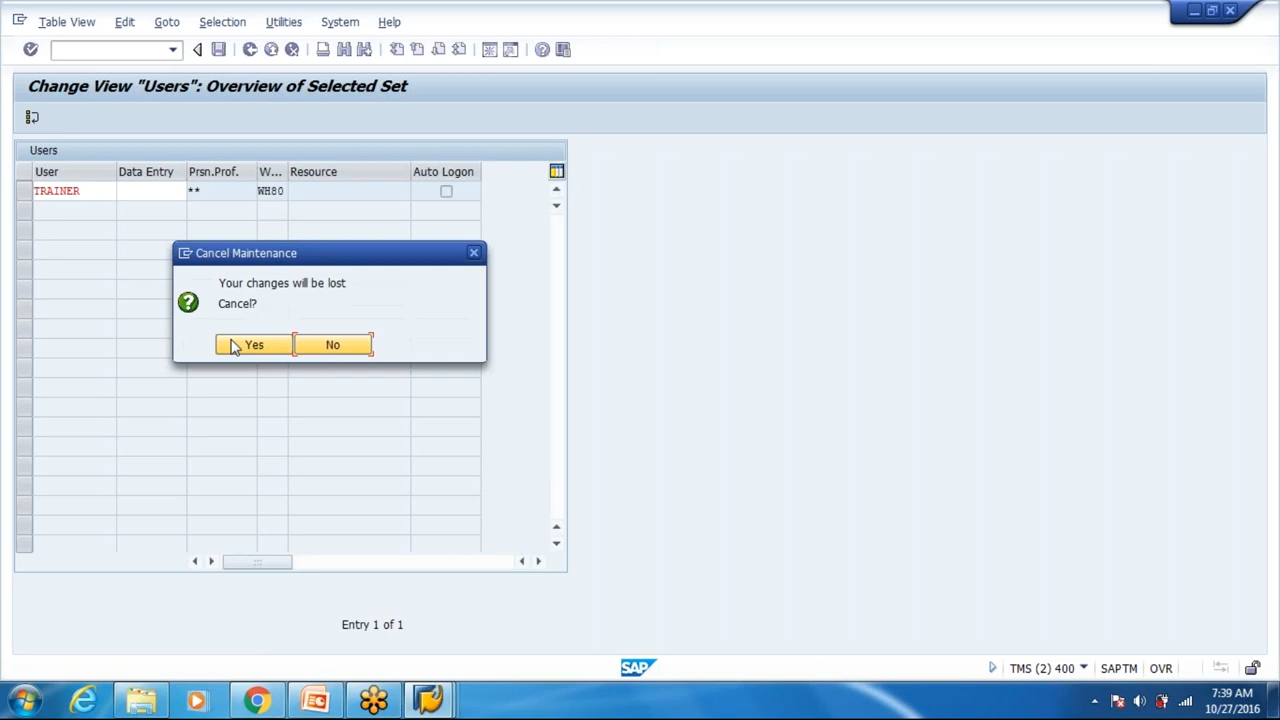 Table View Edit Goto Selection Utilities System Help
Change View "Users": Overview of Selected Set
Users
User Data Entry Prsn.Prof. W... Resource Auto Logon
TRAINER ** WH80
Cancel Maintenance
Your changes will be lost
Cancel?
Yes No
Entry 1 of 1
SAP
TMS (2) 400 SAPTM OVR
7:39 AM
10/27/2016